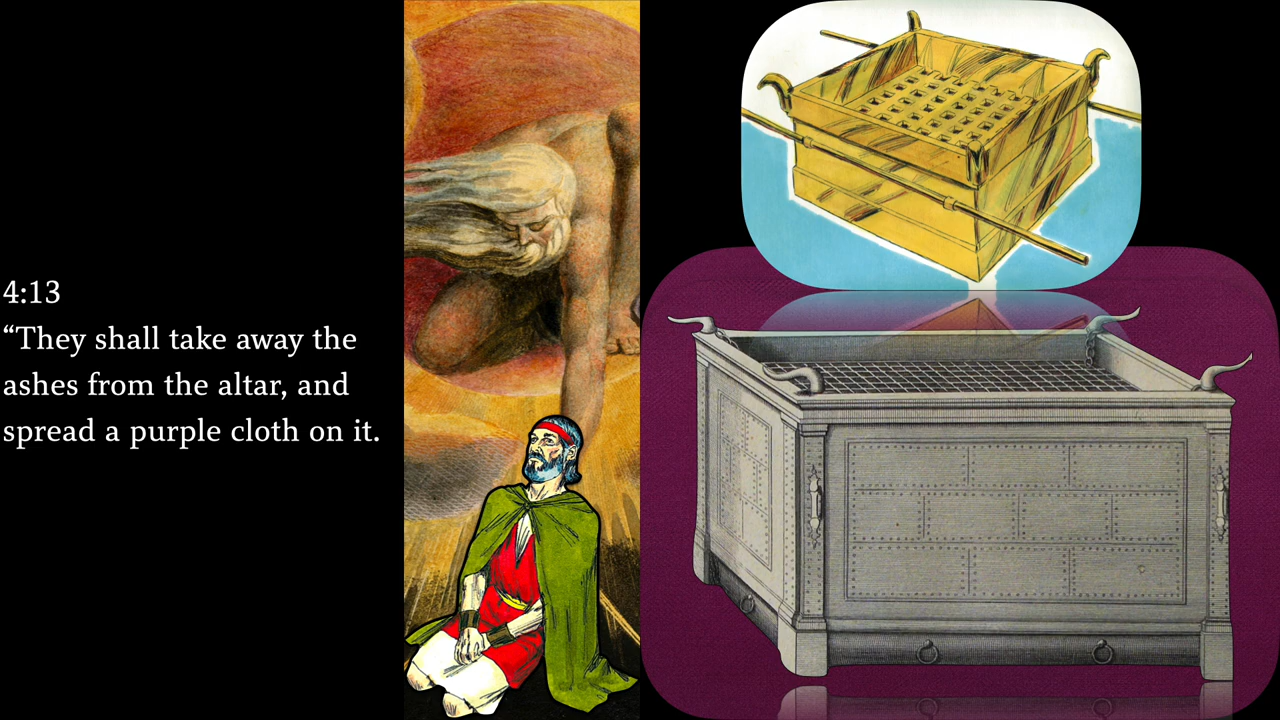 4:13
“They shall take away the
ashes from the altar, and
spread a purple cloth on it.